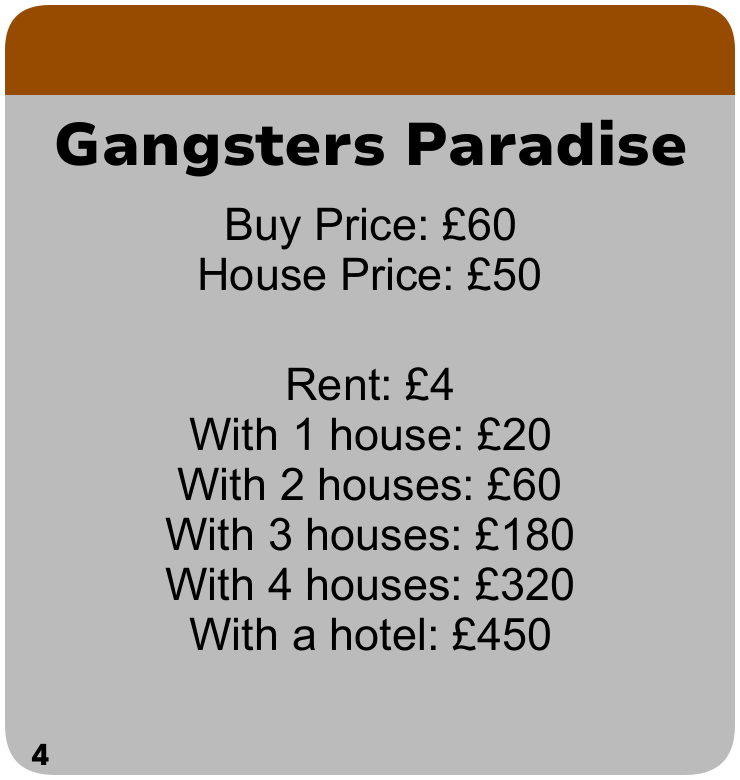 Gangsters Paradise
Buy Price: £60
House Price: £50
Rent: £4
With 1 house: £20
With 2 houses: £60
With 3 houses: £180
With 4 houses: £320
With a hotel: £450
4